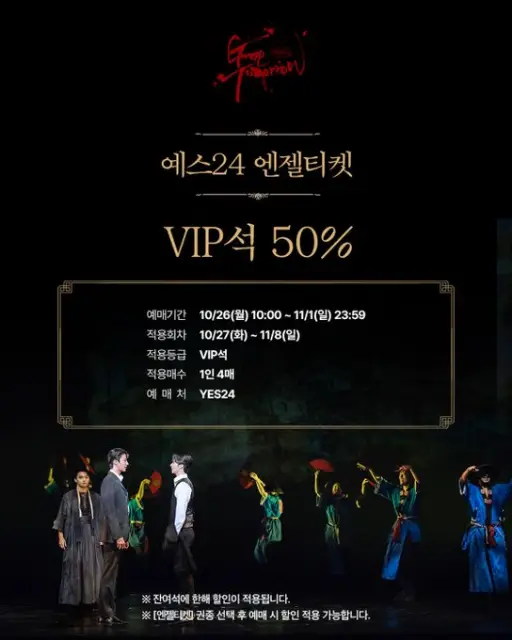 예스24 엔젤티켓
VIP석 50%
예매기간 10/26(월) 10:00 ~ 11/1(일) 23:59
적용회차 10/27(화) ~ 11/8(일)
적용등급 VIP석
적용매수 1인 4매
예 매 처 YES24
※ 잔여석에 한해 할인이 적용됩니다.
※ [엔젤티켓] 권종 선택 후 예매 시 할인 적용 가능합니다.